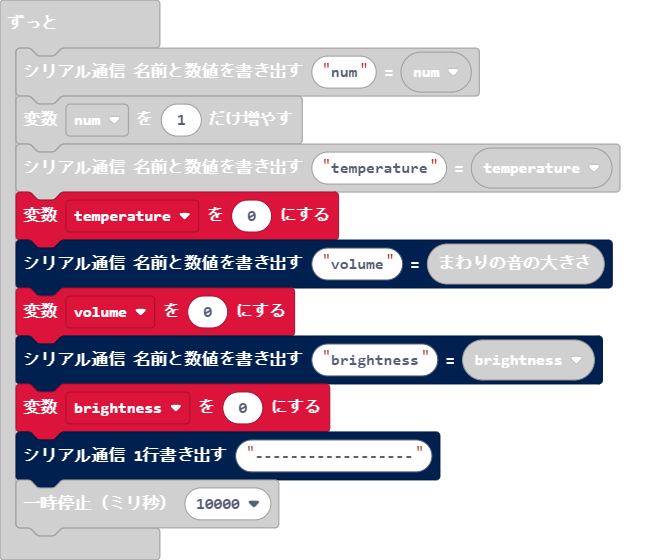 ずっと
シリアル通信 名前と数値を書き出す "num" = num
変数 num を 1 だけ増やす
シリアル通信 名前と数値を書き出す "temperature" = temperature
変数 temperature を 0 にする
シリアル通信 名前と数値を書き出す "volume" = まわりの音の大きさ
変数 volume を 0 にする
シリアル通信 名前と数値を書き出す "brightness" = brightness
変数 brightness を 0 にする
シリアル通信 1行書き出す "------------------"
一時停止（ミリ秒） 10000